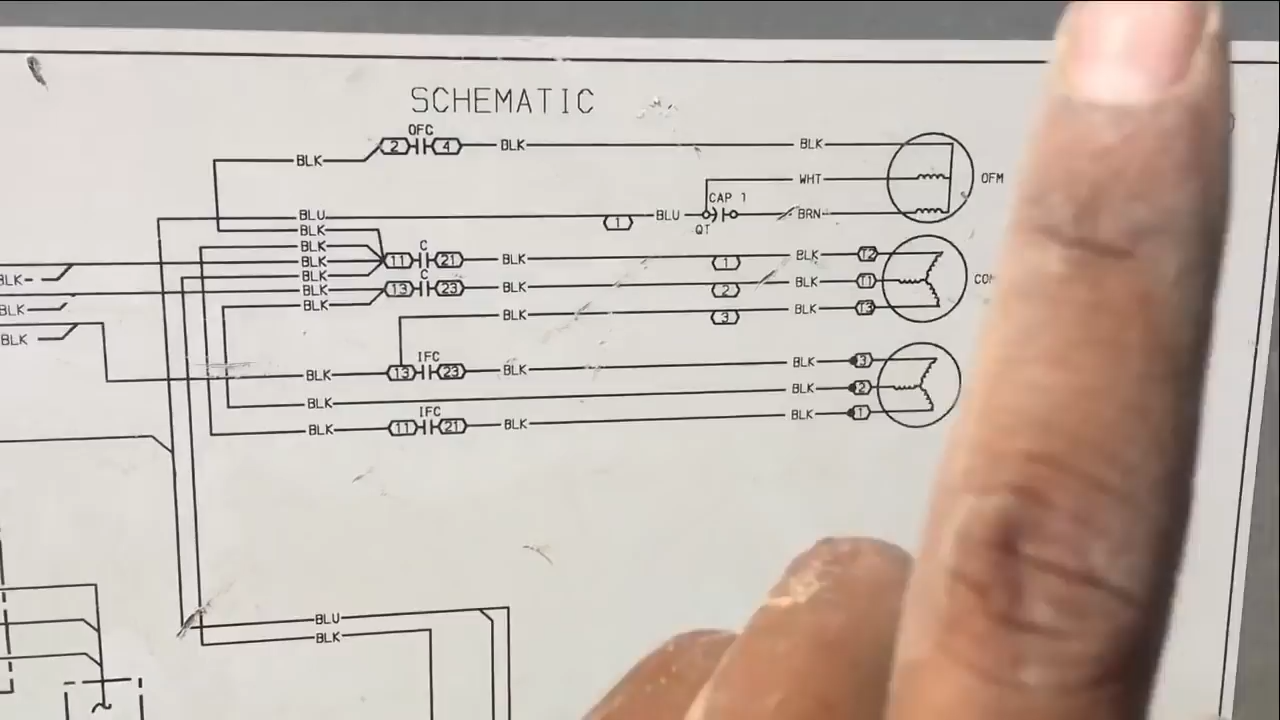 SCHEMATIC
OFC
2 4 BLK BLK
BLK
WHT OFM
CAP 1
BLU 1 BLU BRN
QT
BLK
BLK C
BLK 11 21 BLK 1 BLK T2
BLK- BLK C
BLK 13 23 BLK 2 BLK T1
BLK BLK
BLK 3 BLK T3
BLK
IFC
BLK 13 23 BLK BLK 3
BLK BLK 2
IFC
BLK 11 21 BLK BLK 1
BLU
BLK